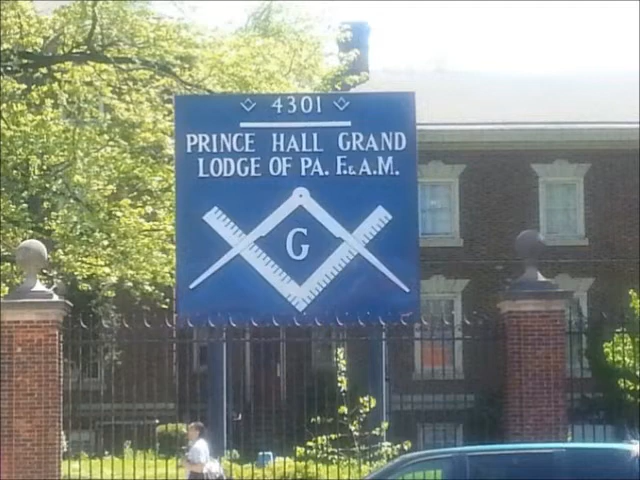 4301
PRINCE HALL GRAND
LODGE OF PA. F.&A.M.
G